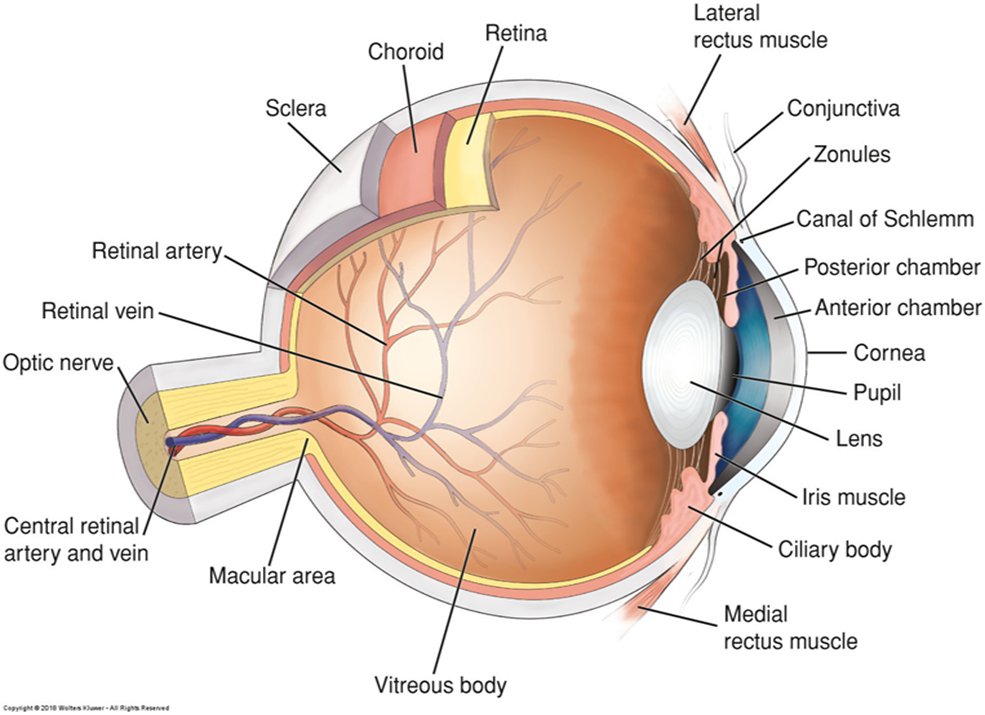 Lateral
rectus muscle
Retina
Choroid
Sclera
Conjunctiva
Zonules
Canal of Schlemm
Retinal artery
Posterior chamber
Retinal vein
Anterior chamber
Optic nerve
Cornea
Pupil
Lens
Iris muscle
Central retinal
artery and vein
Ciliary body
Macular area
Medial
rectus muscle
Vitreous body
Copyright © 2018 Wolters Kluwer - All Rights Reserved